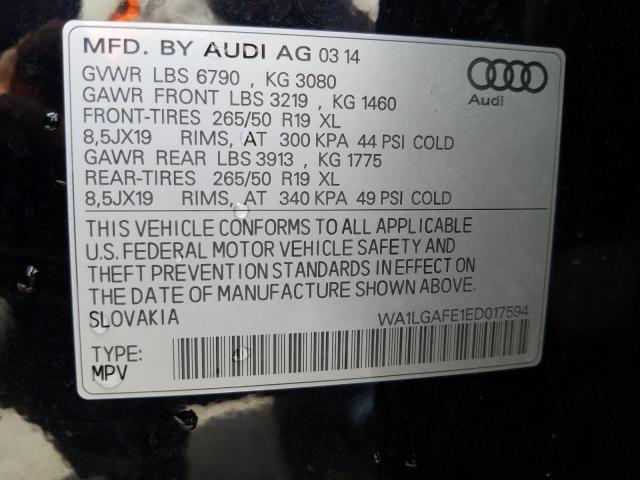 MFD. BY AUDI AG 03 14
GVWR LBS 6790 , KG 3080
GAWR FRONT LBS 3219 , KG 1460
FRONT-TIRES 265/50 R19 XL
8,5JX19 RIMS, AT 300 KPA 44 PSI COLD
GAWR REAR LBS 3913 , KG 1775
REAR-TIRES 265/50 R19 XL
8,5JX19 RIMS, AT 340 KPA 49 PSI COLD
Audi
THIS VEHICLE CONFORMS TO ALL APPLICABLE
U.S. FEDERAL MOTOR VEHICLE SAFETY AND
THEFT PREVENTION STANDARDS IN EFFECT ON
THE DATE OF MANUFACTURE SHOWN ABOVE.
SLOVAKIA WA1LGAFE1ED017594
TYPE:
MPV